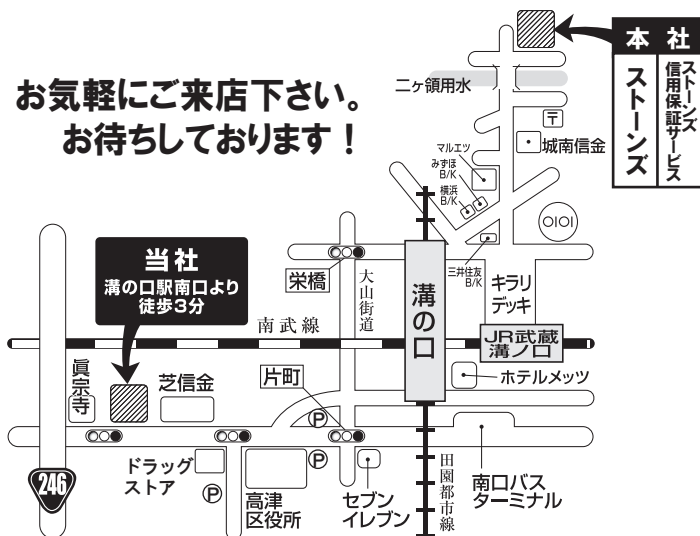 お気軽にご来店下さい。
お待ちしております！
本社
ストーンズ
ストーンズ
信用保証サービス
二ヶ領用水
〒
城南信金
マルエツ
みずほ
B/K
横浜
B/K
OIOI
三井住友
B/K
キラリ
デッキ
当社
溝の口駅南口より
徒歩3分
栄橋
大山街道
溝の口
南武線
JR武蔵
溝ノ口
眞宗寺
芝信金
片町
ホテルメッツ
P
246
ドラッグ
ストア
P
高津
区役所
P
セブン
イレブン
田園都市線
南口バス
ターミナル